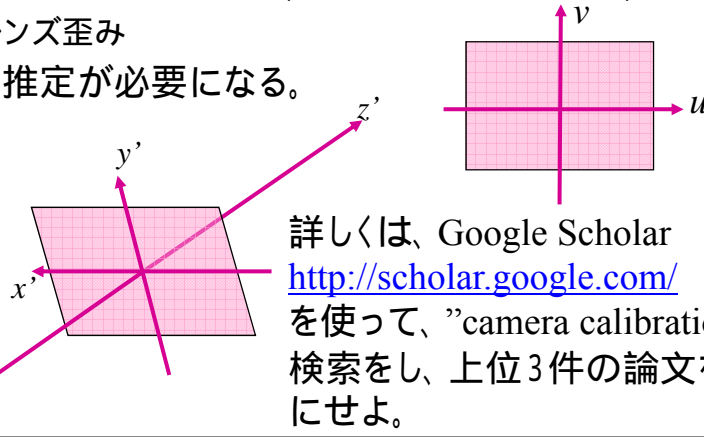 ンズ歪み
推定が必要になる。
v
u
z’
y’
x’
詳しくは、Google Scholar
http://scholar.google.com/
を使って、”camera calibratio
検索をし、上位3件の論文を
にせよ。